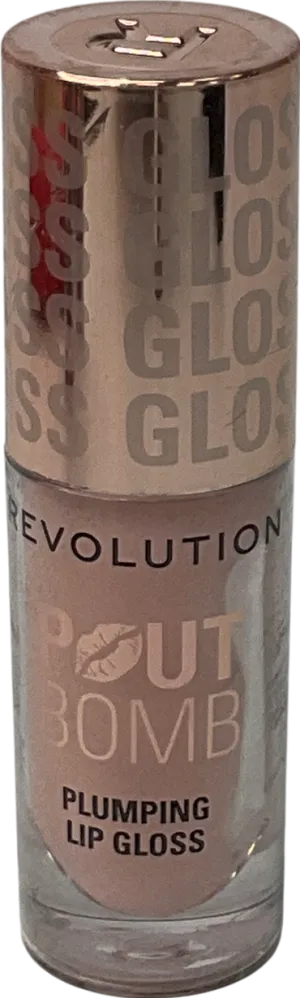 R
SS GLOS
SS GLOS
SS GLOS
SS GLOS
REVOLUTION
POUT
BOMB
PLUMPING
LIP GLOSS